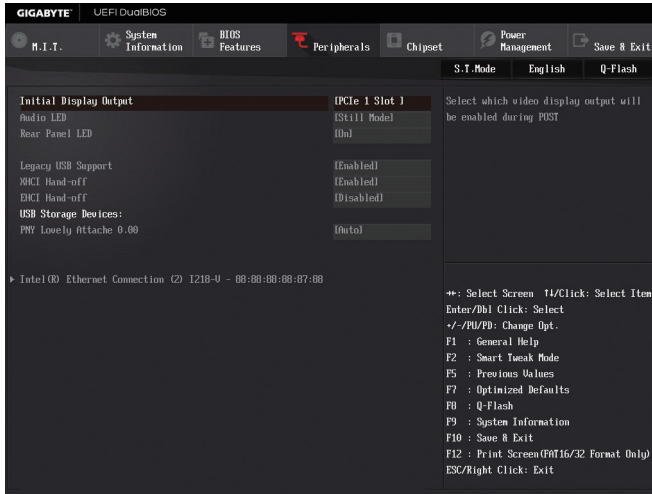 GIGABYTE™ UEFI DualBIOS
M.I.T.
System Information
BIOS Features
Peripherals
Chipset
Power Management
Save & Exit
S.T.Mode English Q-Flash
Initial Display Output [PCIe 1 Slot ]
Audio LED [Still Mode]
Rear Panel LED [On]
Legacy USB Support [Enabled]
XHCI Hand-off [Enabled]
EHCI Hand-off [Disabled]
USB Storage Devices:
PNY Lovely Attache 0.00 [Auto]
Intel(R) Ethernet Connection (2) I218-V - 88:88:88:88:87:88
Select which video display output will
be enabled during POST
→←: Select Screen ↑↓/Click: Select Item
Enter/Dbl Click: Select
+/-/PU/PD: Change Opt.
F1 : General Help
F2 : Smart Tweak Mode
F5 : Previous Values
F7 : Optimized Defaults
F8 : Q-Flash
F9 : System Information
F10 : Save & Exit
F12 : Print Screen(FAT16/32 Format Only)
ESC/Right Click: Exit